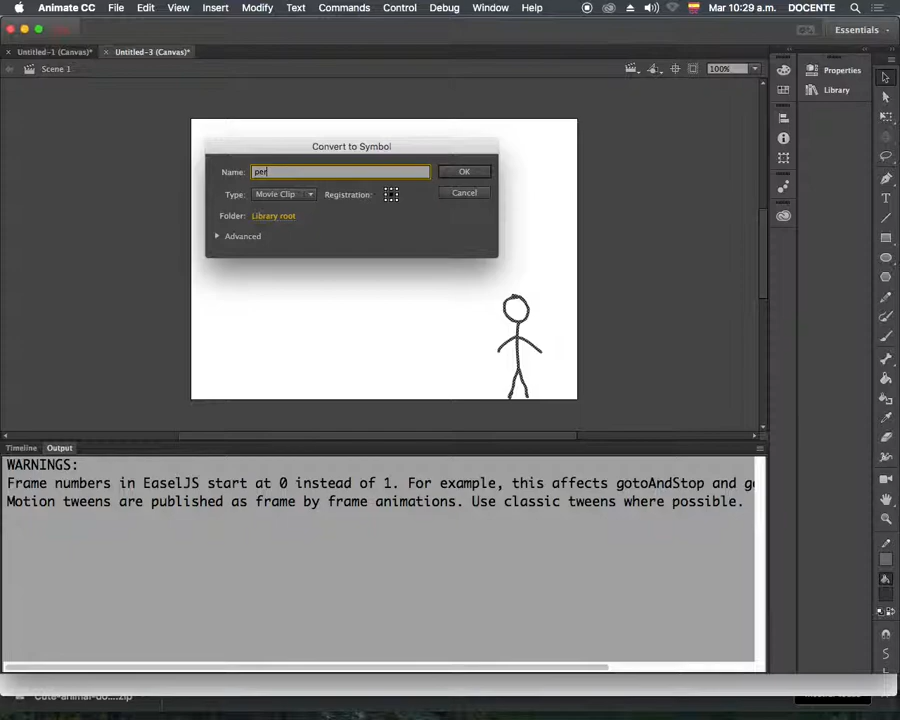 Animate CC File Edit View Insert Modify Text Commands Control Debug Window Help Mar 10:29 a.m. DOCENTE
Essentials
× Untitled-1 (Canvas)* × Untitled-3 (Canvas)*
Scene 1 100%
Properties
Library
Convert to Symbol
Name: per OK
Type: Movie Clip Registration: Cancel
Folder: Library root
Advanced
Timeline Output
WARNINGS:
Frame numbers in EaselJS start at 0 instead of 1. For example, this affects gotoAndStop and go
Motion tweens are published as frame by frame animations. Use classic tweens where possible.